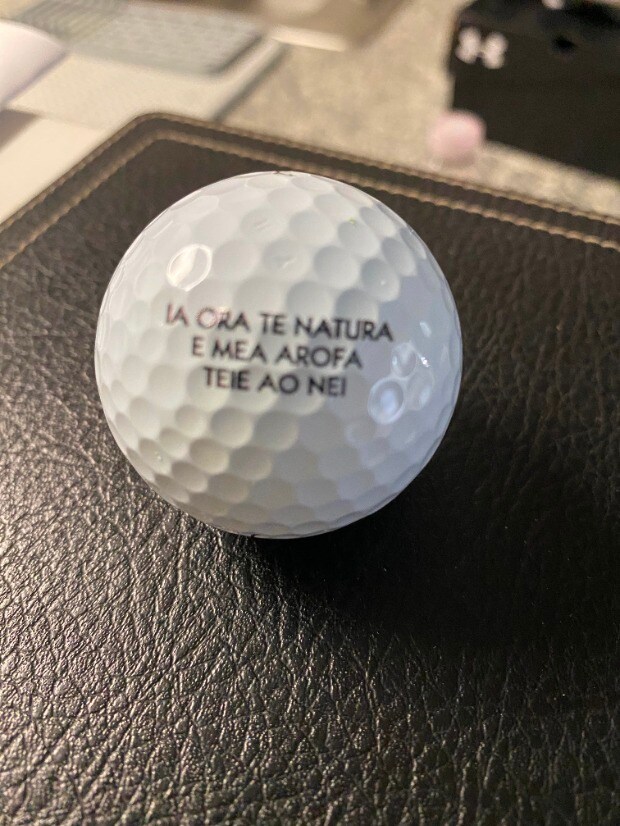 IA ORA TE NATURA
E MEA AROFA
TEIE AO NEI